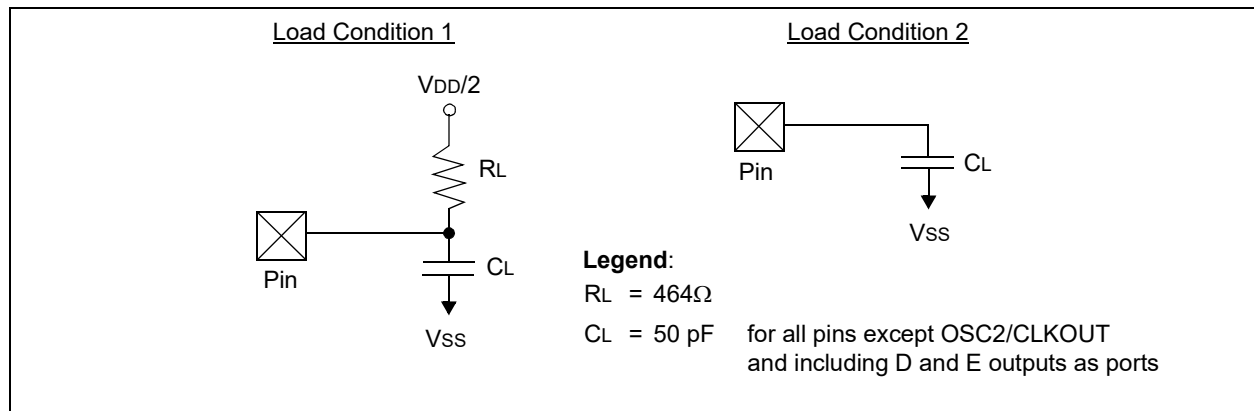 Load Condition 1
VDD/2
RL
Pin
CL
VSS
Load Condition 2
Pin
CL
VSS
Legend:
RL = 464Ω
CL = 50 pF for all pins except OSC2/CLKOUT
and including D and E outputs as ports